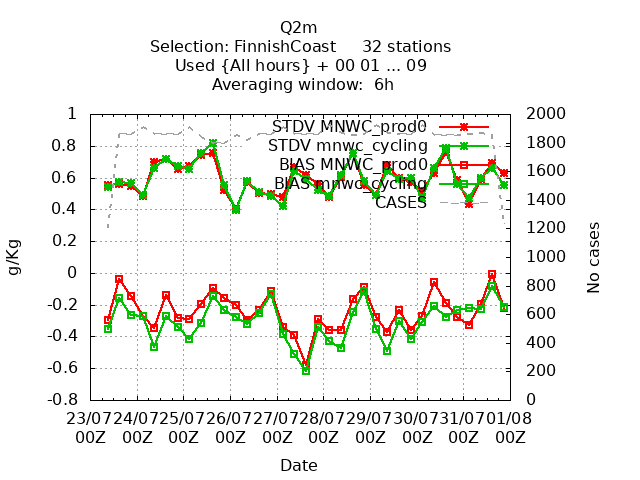 Q2m
Selection: FinnishCoast 32 stations
Used {All hours} + 00 01 ... 09
Averaging window: 6h
1 2000
STDV MNWC_prod0
0.8 1800
STDV mnwc_cycling
BIAS MNWC_prod0
0.6 1600
BIAS mnwc_cycling
CASES
0.4 1400
0.2 1200
g/Kg
0 1000
No cases
-0.2 800
-0.4 600
400
-0.6 200
-0.8 0
23/07 24/07 25/07 26/07 27/07 28/07 29/07 30/07 31/07 01/08
00Z 00Z 00Z 00Z 00Z 00Z 00Z 00Z 00Z 00Z
Date